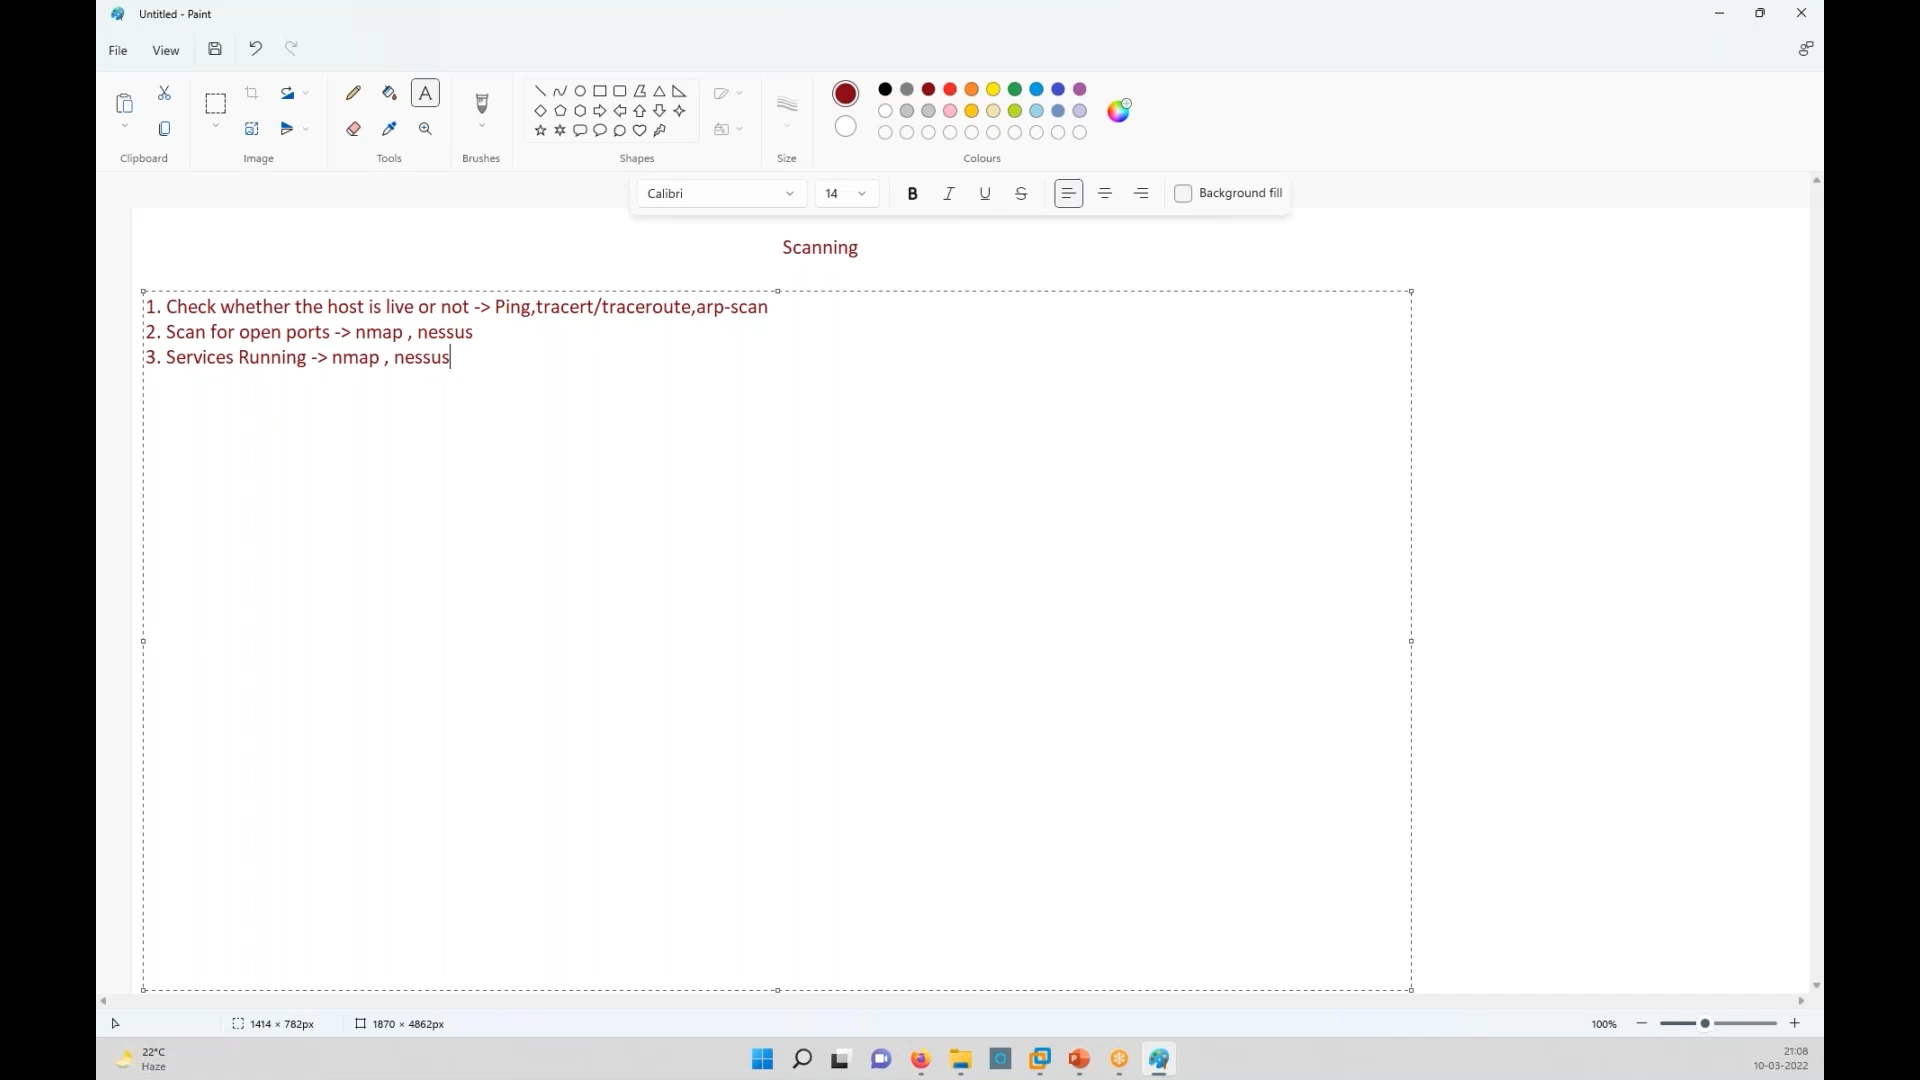 Untitled - Paint
File View
Clipboard Image Tools Brushes Shapes Size Colours
Calibri 14 B I U S Background fill
Scanning
1. Check whether the host is live or not -> Ping,tracert/traceroute,arp-scan
2. Scan for open ports -> nmap , nessus
3. Services Running -> nmap , nessus
1414 × 782px 1870 × 4862px 100%
22°C
Haze
21:08
10-03-2022